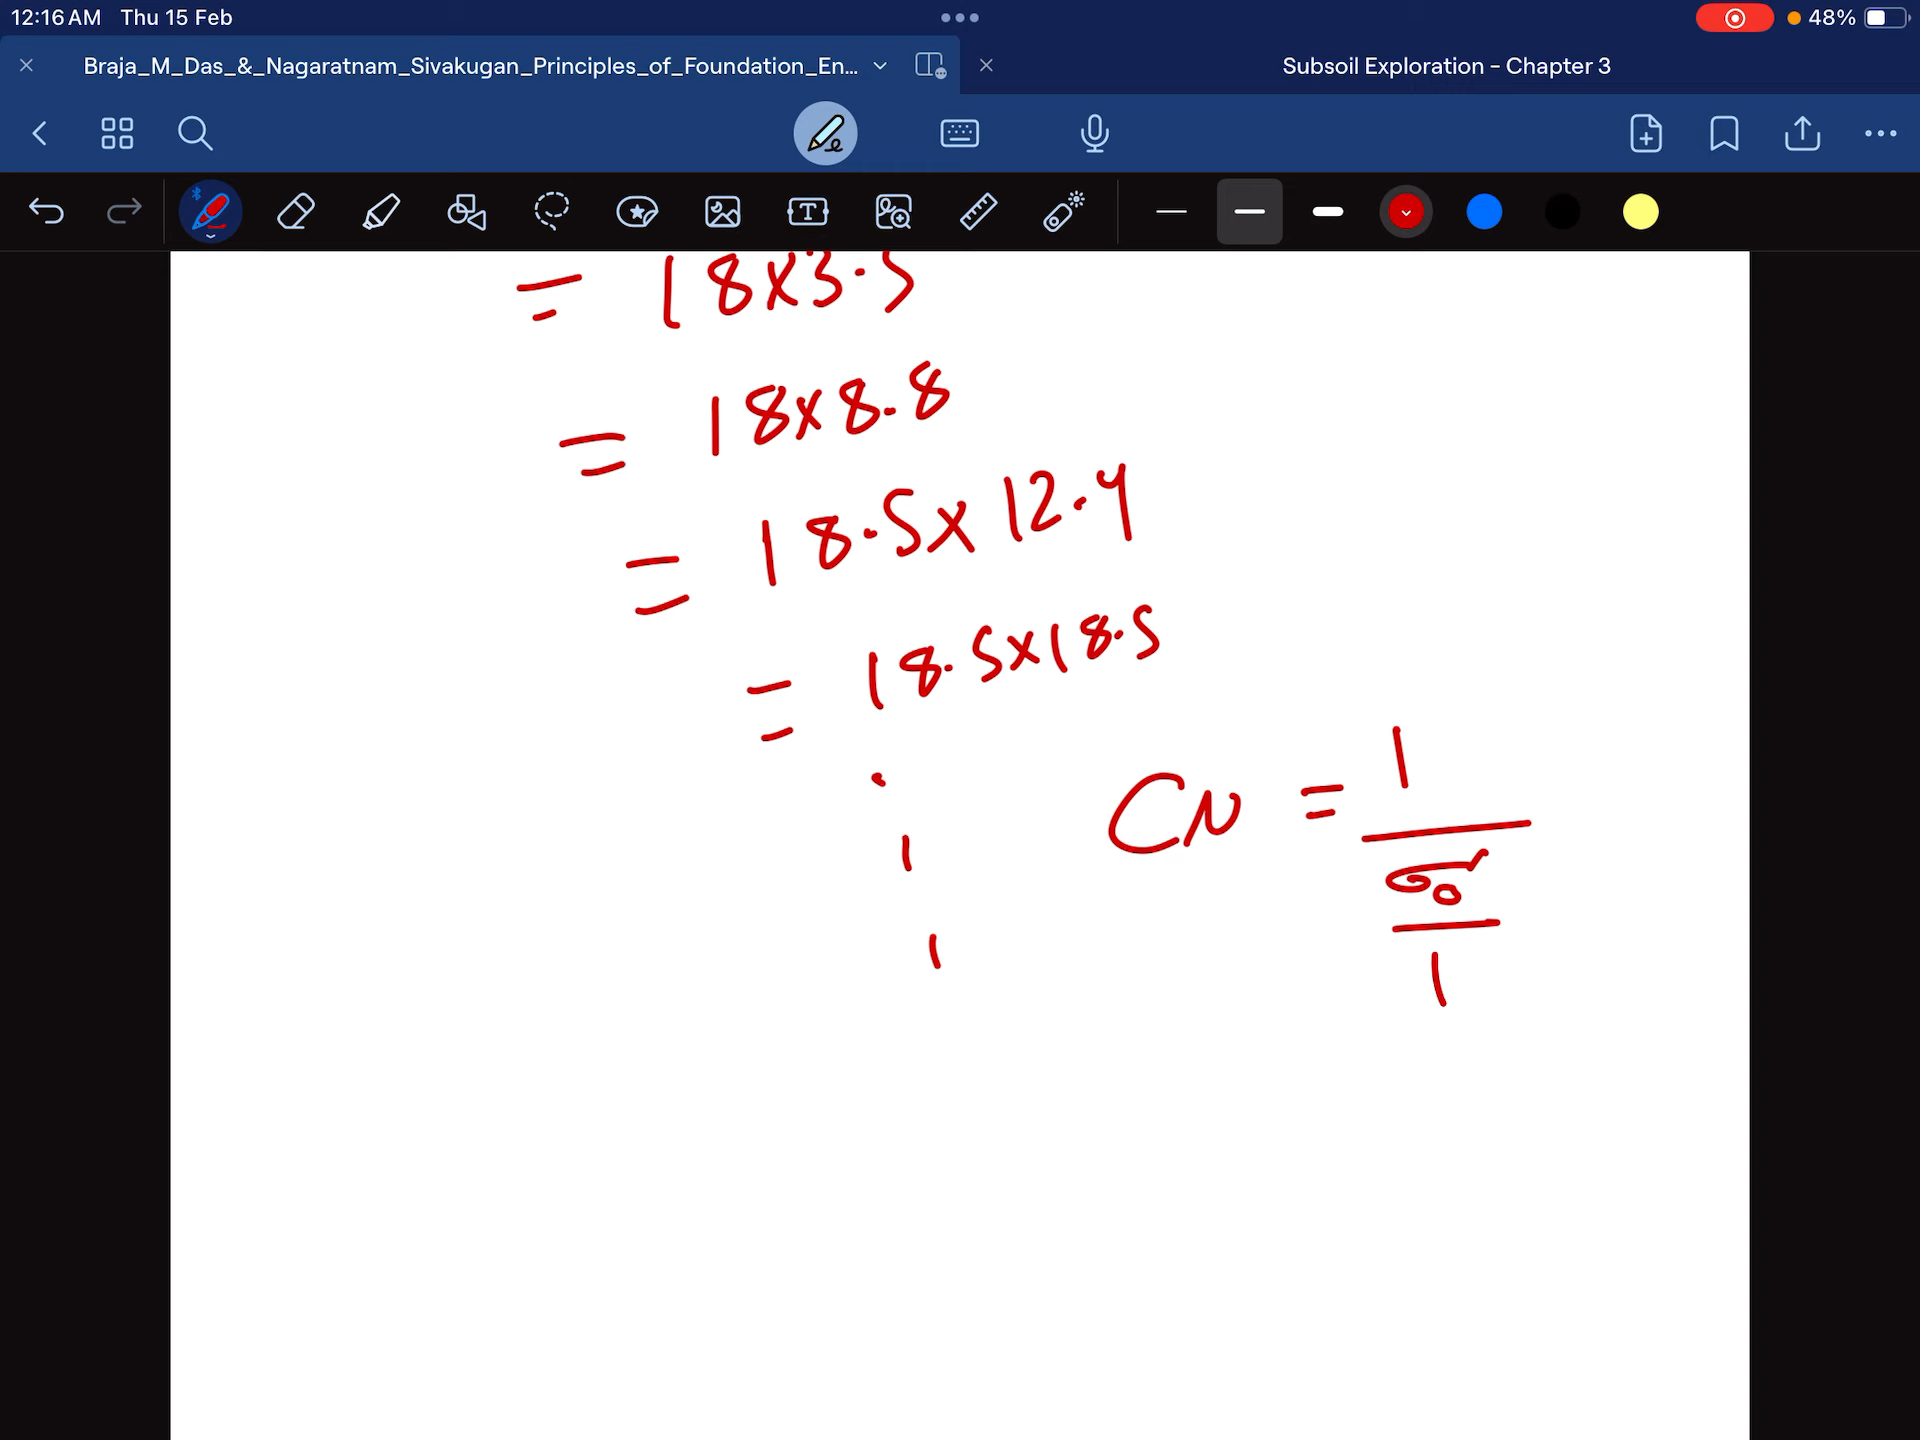 12:16 AM Thu 15 Feb
48%
Braja_M_Das_&_Nagaratnam_Sivakugan_Principles_of_Foundation_En...
Subsoil Exploration – Chapter 3
= 18x3.5
= 18x8.8
= 18.5x12.4
= 18.5x18.5
CN = 1
σo'
1